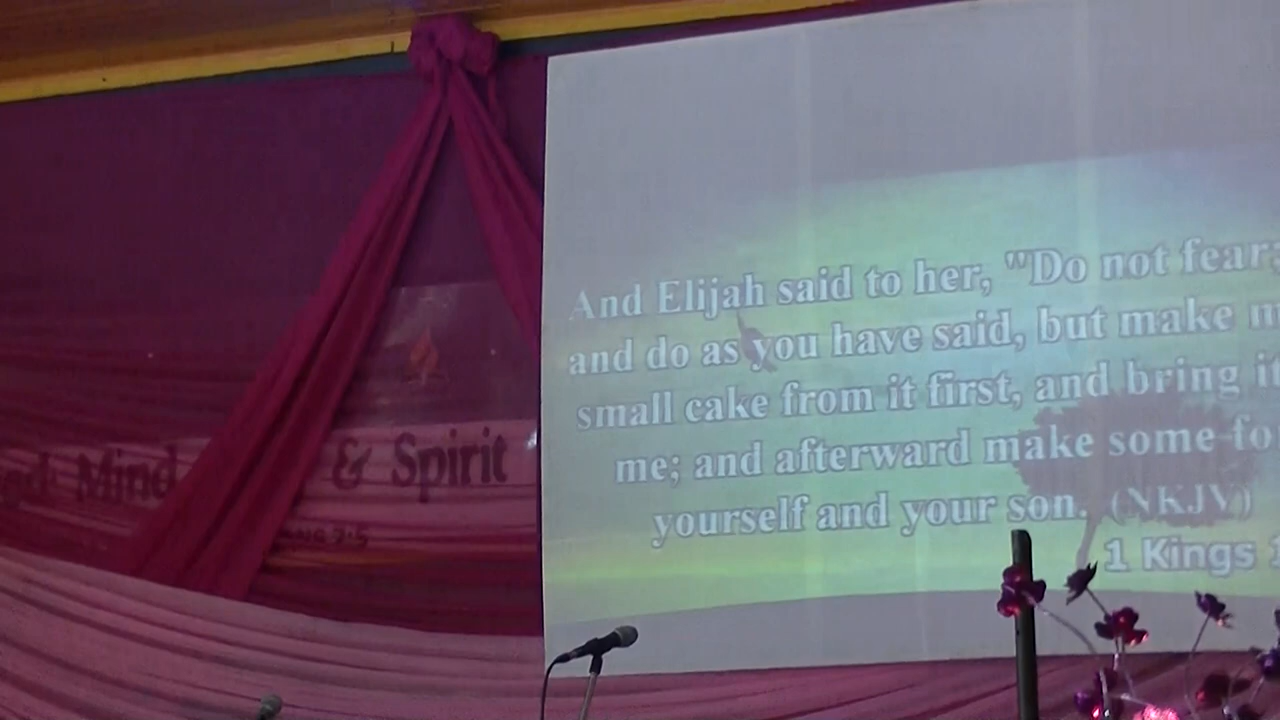 And Elijah said to her, "Do not fear;
and do as you have said, but make m
small cake from it first, and bring it
me; and afterward make some fo
yourself and your son. (NKJV)
1 Kings 1
Mind & Spirit
7:5